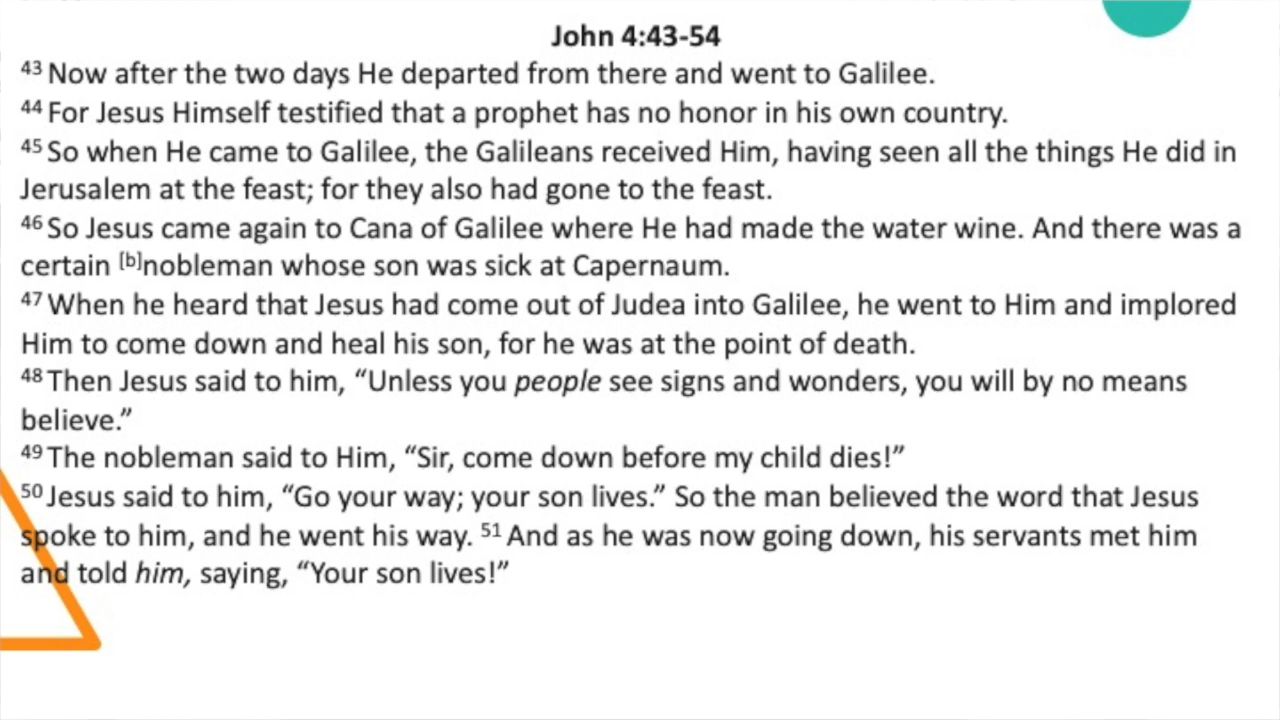 John 4:43-54
43 Now after the two days He departed from there and went to Galilee.
44 For Jesus Himself testified that a prophet has no honor in his own country.
45 So when He came to Galilee, the Galileans received Him, having seen all the things He did in
Jerusalem at the feast; for they also had gone to the feast.
46 So Jesus came again to Cana of Galilee where He had made the water wine. And there was a
certain [b]nobleman whose son was sick at Capernaum.
47 When he heard that Jesus had come out of Judea into Galilee, he went to Him and implored
Him to come down and heal his son, for he was at the point of death.
48 Then Jesus said to him, “Unless you people see signs and wonders, you will by no means
believe.”
49 The nobleman said to Him, “Sir, come down before my child dies!”
50 Jesus said to him, “Go your way; your son lives.” So the man believed the word that Jesus
spoke to him, and he went his way. 51 And as he was now going down, his servants met him
and told him, saying, “Your son lives!”